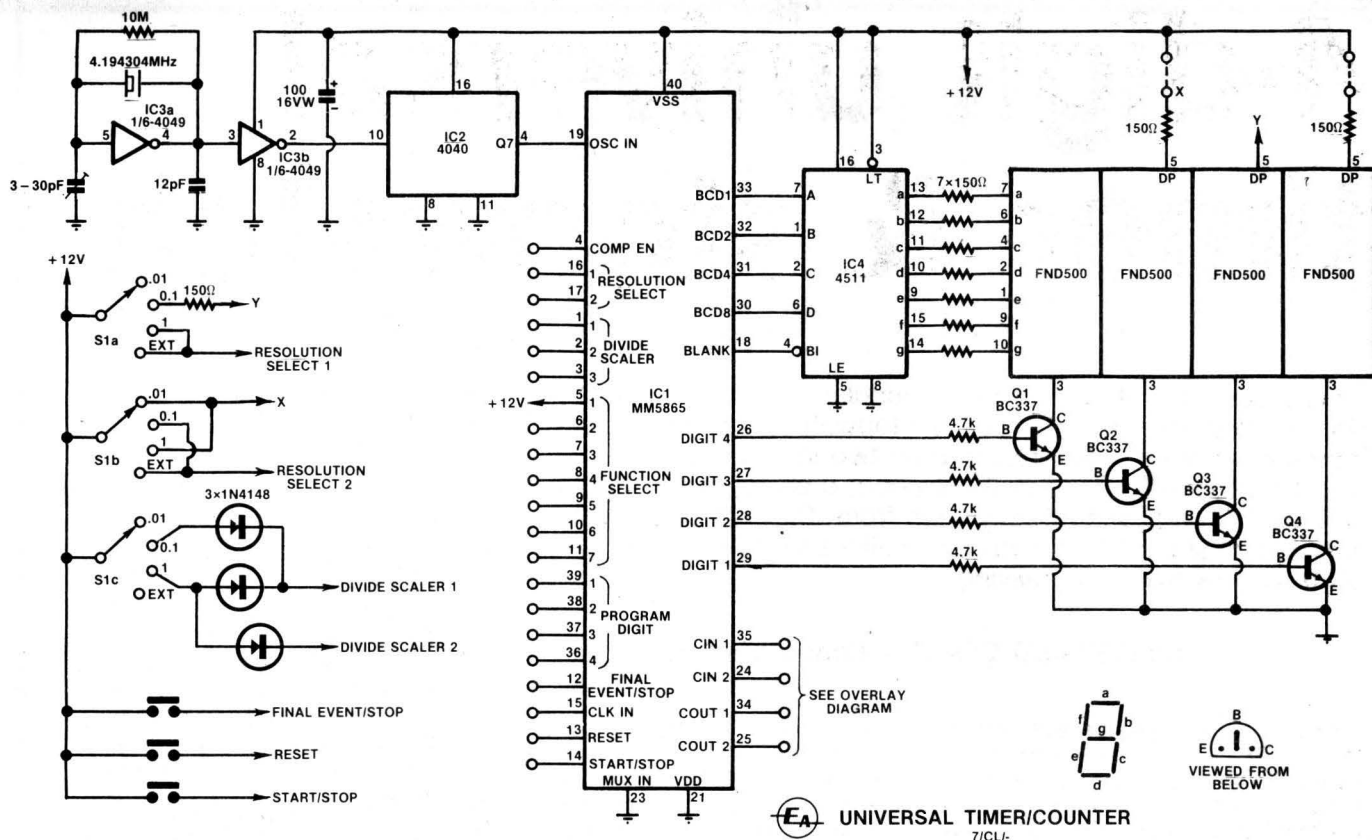 10M
4.194304MHz
IC3a
1/6-4049
5
4
3–30pF
12pF
3
1
2
8
IC3b
1/6-4049
100
16VW
+
−
16
10
IC2
4040
Q7
4
8
11
40
VSS
19
OSC IN
+12V
3
16
LT
150Ω
X
Y
150Ω
5
DP
5
DP
5
DP
BCD1
33
7
A
BCD2
32
1
B
BCD4
31
2
C
BCD8
30
6
D
BLANK
18
4
BI
IC4
4511
LE
5
8
a
13
7×150Ω
7
a
b
12
6
b
c
11
4
c
d
10
2
d
e
9
1
e
f
15
9
f
g
14
10
g
FND500
FND500
FND500
FND500
3
3
3
3
4
COMP EN
16
1
17
2
RESOLUTION
SELECT
1
1
2
2
3
3
DIVIDE
SCALER
IC1
MM5865
+12V
5
1
6
2
7
3
8
4
9
5
10
6
11
7
FUNCTION
SELECT
39
1
38
2
37
3
36
4
PROGRAM
DIGIT
12
FINAL
EVENT/STOP
15
CLK IN
13
RESET
14
START/STOP
MUX IN
23
VDD
21
DIGIT 4
26
4.7k
DIGIT 3
27
4.7k
DIGIT 2
28
4.7k
DIGIT 1
29
4.7k
Q1
BC337
B
C
E
Q2
BC337
B
C
E
Q3
BC337
B
C
E
Q4
BC337
B
C
E
CIN 1
35
CIN 2
24
COUT 1
34
COUT 2
25
SEE OVERLAY
DIAGRAM
+12V
S1a
.01
0.1
150Ω
Y
1
EXT
RESOLUTION
SELECT 1
S1b
.01
X
0.1
1
EXT
RESOLUTION
SELECT 2
3×1N4148
S1c
.01
0.1
1
EXT
DIVIDE SCALER 1
DIVIDE SCALER 2
FINAL EVENT/STOP
RESET
START/STOP
a
f
b
g
e
c
d
B
E
C
VIEWED FROM
BELOW
EA
UNIVERSAL TIMER/COUNTER
7/CL/-